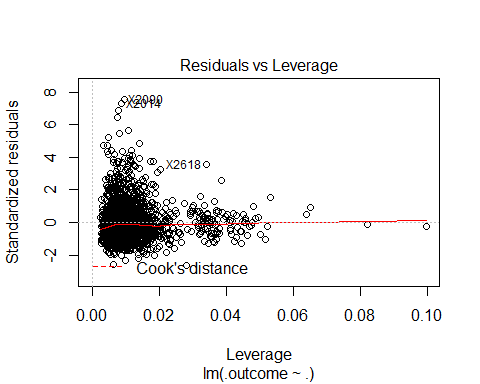 Residuals vs Leverage
Standardized residuals
8
6
4
2
0
-2
X2090
X2014
X2618
Cook's distance
0.00 0.02 0.04 0.06 0.08 0.10
Leverage
lm(.outcome ~ .)